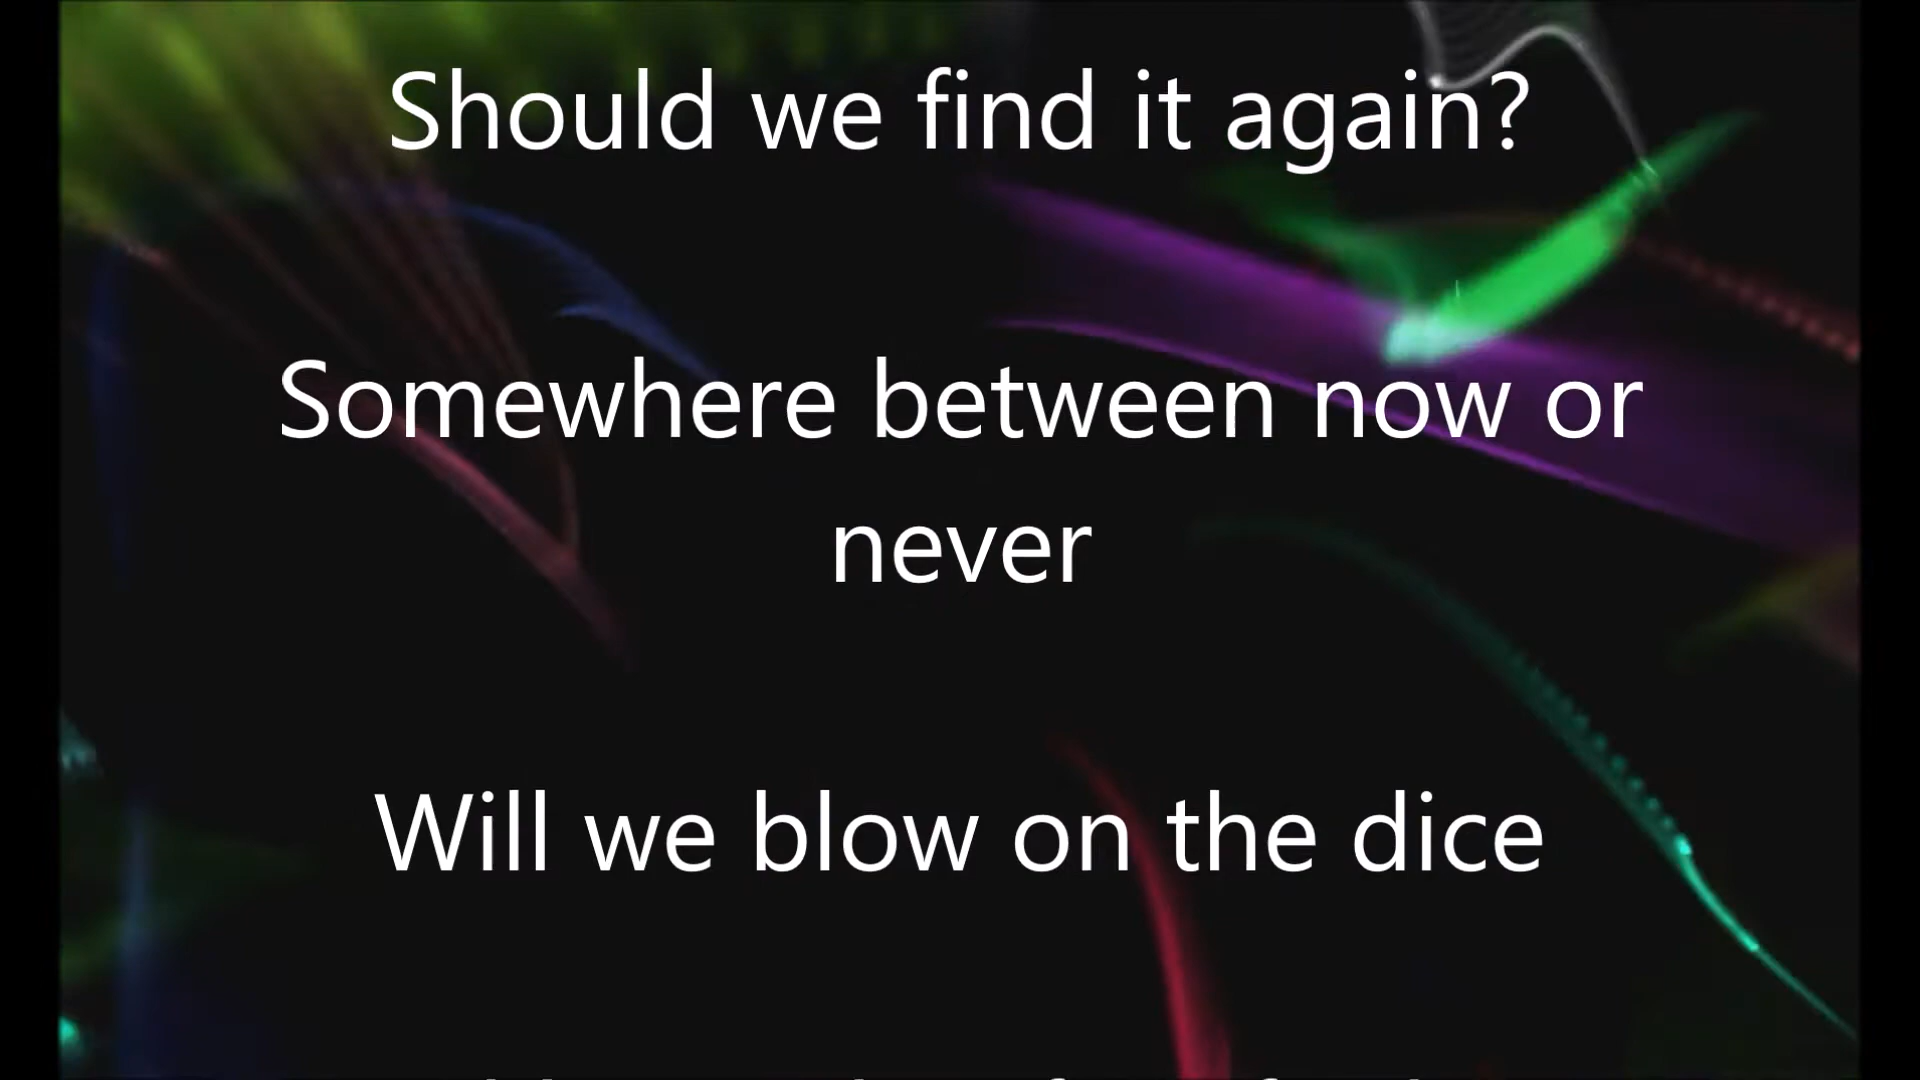 Should we find it again?
Somewhere between now or
never
Will we blow on the dice